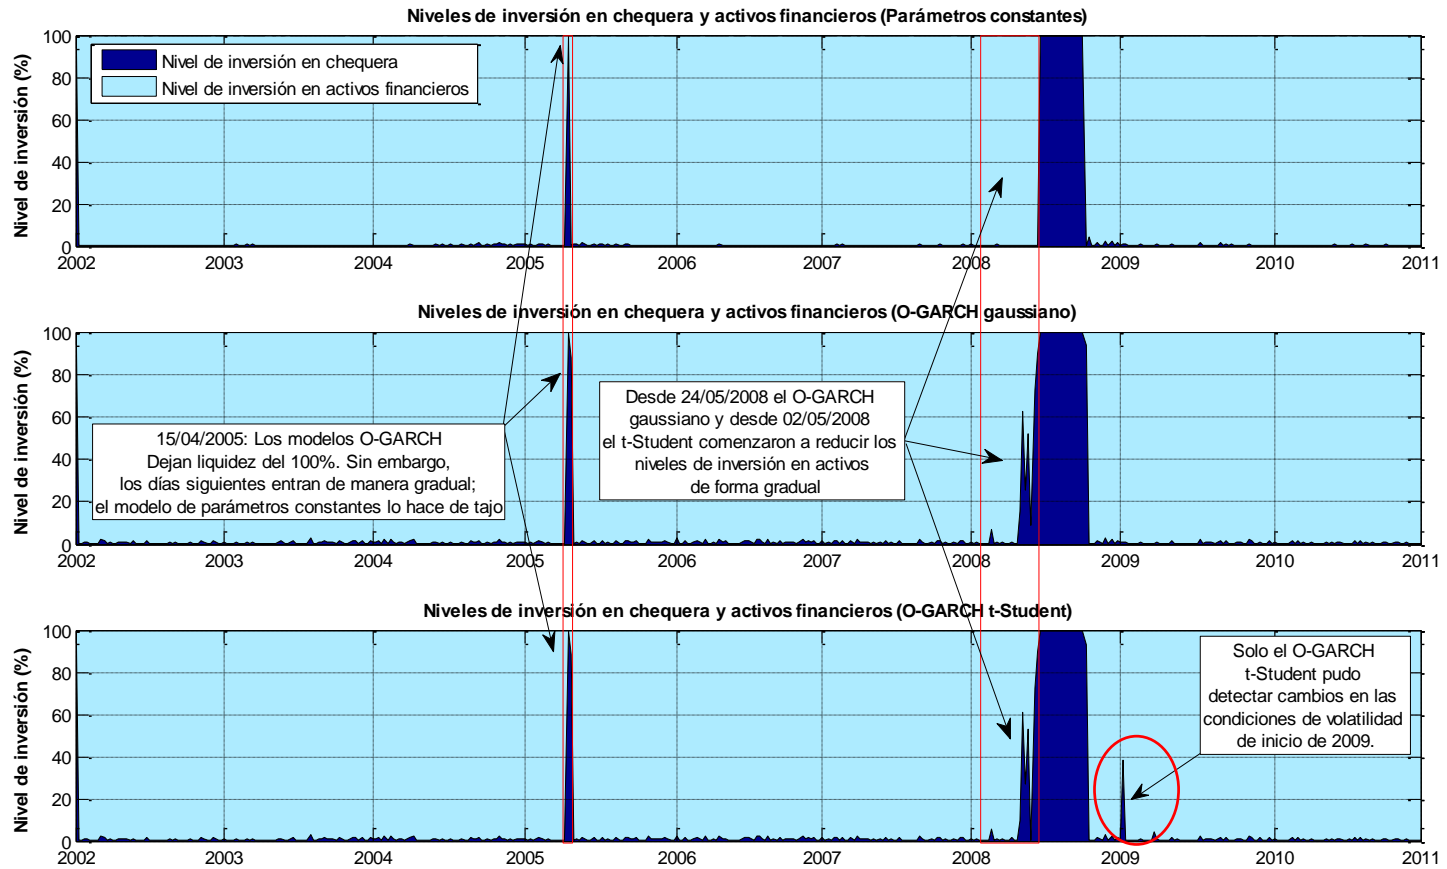 Niveles de inversión en chequera y activos financieros (Parámetros constantes)
Nivel de inversión (%)
100
80
60
40
20
0
Nivel de inversión en chequera
Nivel de inversión en activos financieros
2002 2003 2004 2005 2006 2007 2008 2009 2010 2011
Niveles de inversión en chequera y activos financieros (O-GARCH gaussiano)
Nivel de inversión (%)
100
80
60
40
20
0
15/04/2005: Los modelos O-GARCH
Dejan liquidez del 100%. Sin embargo,
los días siguientes entran de manera gradual;
el modelo de parámetros constantes lo hace de tajo
Desde 24/05/2008 el O-GARCH
gaussiano y desde 02/05/2008
el t-Student comenzaron a reducir los
niveles de inversión en activos
de forma gradual
2002 2003 2004 2005 2006 2007 2008 2009 2010 2011
Niveles de inversión en chequera y activos financieros (O-GARCH t-Student)
Nivel de inversión (%)
100
80
60
40
20
0
Solo el O-GARCH
t-Student pudo
detectar cambios en las
condiciones de volatilidad
de inicio de 2009.
2002 2003 2004 2005 2006 2007 2008 2009 2010 2011